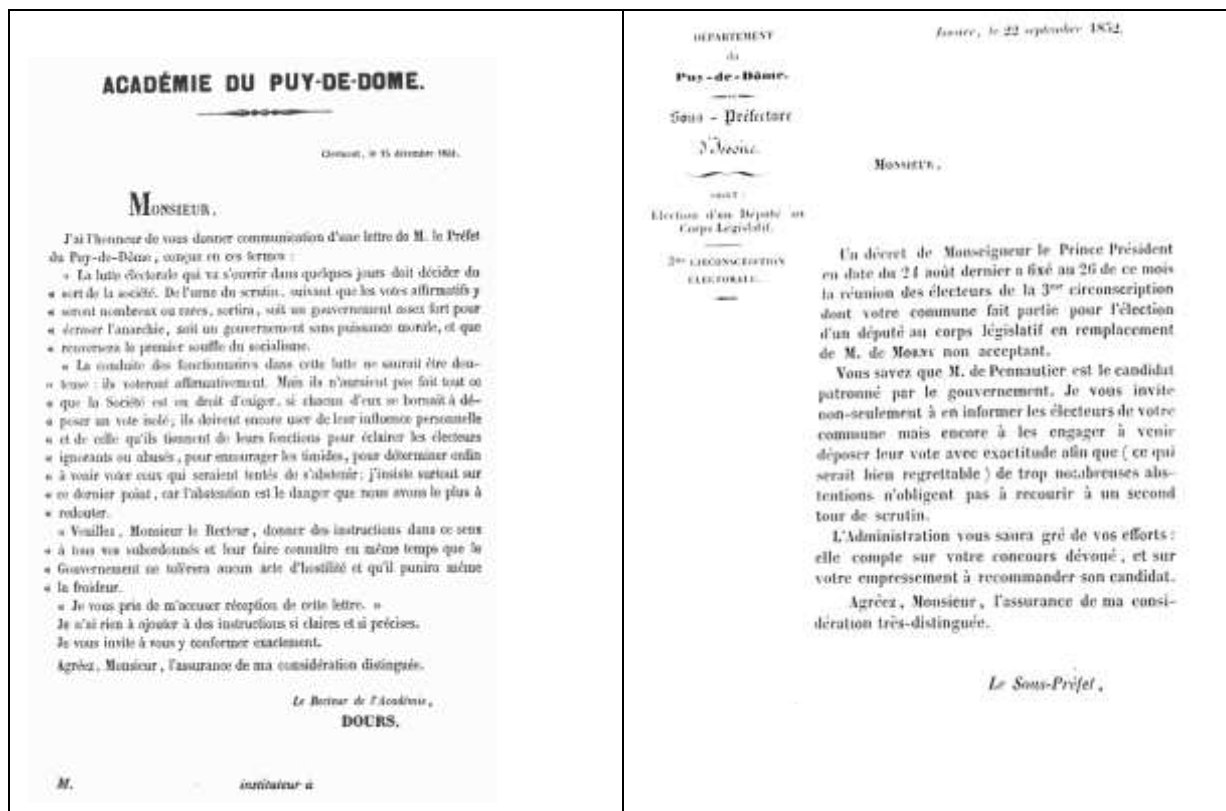 ACADÉMIE DU PUY-DE-DOME.
Clermont, le 15 décembre 1851.
MONSIEUR,
J'ai l'honneur de vous donner communication d'une lettre de M. le Préfet
du Puy-de-Dôme, conçue en ces termes :
« La lutte électorale qui va s'ouvrir dans quelques jours doit décider du
« sort de la société. De l'urne du scrutin, suivant que les votes affirmatifs y
« seront nombreux ou rares, sortira, soit un gouvernement assez fort pour
« écraser l'anarchie, soit un gouvernement sans puissance morale, et que
« renversera le premier souffle du socialisme.
« La conduite des fonctionnaires dans cette lutte ne saurait être dou-
« teuse : ils voteront affirmativement. Mais ils n'auraient pas fait tout ce
« que la Société est en droit d'exiger, si chacun d'eux se bornait à dé-
« poser un vote isolé; ils doivent encore user de leur influence personnelle
« et de celle qu'ils tiennent de leurs fonctions pour éclairer les électeurs
« ignorants ou abusés, pour encourager les timides, pour déterminer enfin
« à venir voter ceux qui seraient tentés de s'abstenir; j'insiste surtout sur
« ce dernier point, car l'abstention est le danger que nous avons le plus à
« redouter.
« Veuillez, Monsieur le Recteur, donner des instructions dans ce sens
« à tous vos subordonnés et leur faire connaître en même temps que le
« Gouvernement ne tolérera aucun acte d'hostilité et qu'il punira même
« la froideur.
« Je vous prie de m'accuser réception de cette lettre. »
Je n'ai rien à ajouter à des instructions si claires et si précises.
Je vous invite à vous y conformer exactement.
Agréez, Monsieur, l'assurance de ma considération distinguée.
Le Recteur de l'Académie,
DOURS.
M. instituteur à
DÉPARTEMENT
du
Puy-de-Dôme.
Sous-Préfecture
d'Issoire.
OBJET :
Election d'un Député au
Corps Législatif.
3me CIRCONSCRIPTION
ÉLECTORALE.
Issoire, le 22 septembre 1852.
MONSIEUR,
Un décret de Monseigneur le Prince Président
en date du 24 août dernier a fixé au 26 de ce mois
la réunion des électeurs de la 3me circonscription
dont votre commune fait partie pour l'élection
d'un député au corps législatif en remplacement
de M. de MORNY non acceptant.
Vous savez que M. de Pennautier est le candidat
patronné par le gouvernement. Je vous invite
non-seulement à en informer les électeurs de votre
commune mais encore à les engager à venir
déposer leur vote avec exactitude afin que ( ce qui
serait bien regrettable ) de trop nombreuses abs-
tentions n'obligent pas à recourir à un second
tour de scrutin.
L'Administration vous saura gré de vos efforts :
elle compte sur votre concours dévoué, et sur
votre empressement à recommander son candidat.
Agréez, Monsieur, l'assurance de ma consi-
dération très-distinguée.
Le Sous-Préfet,